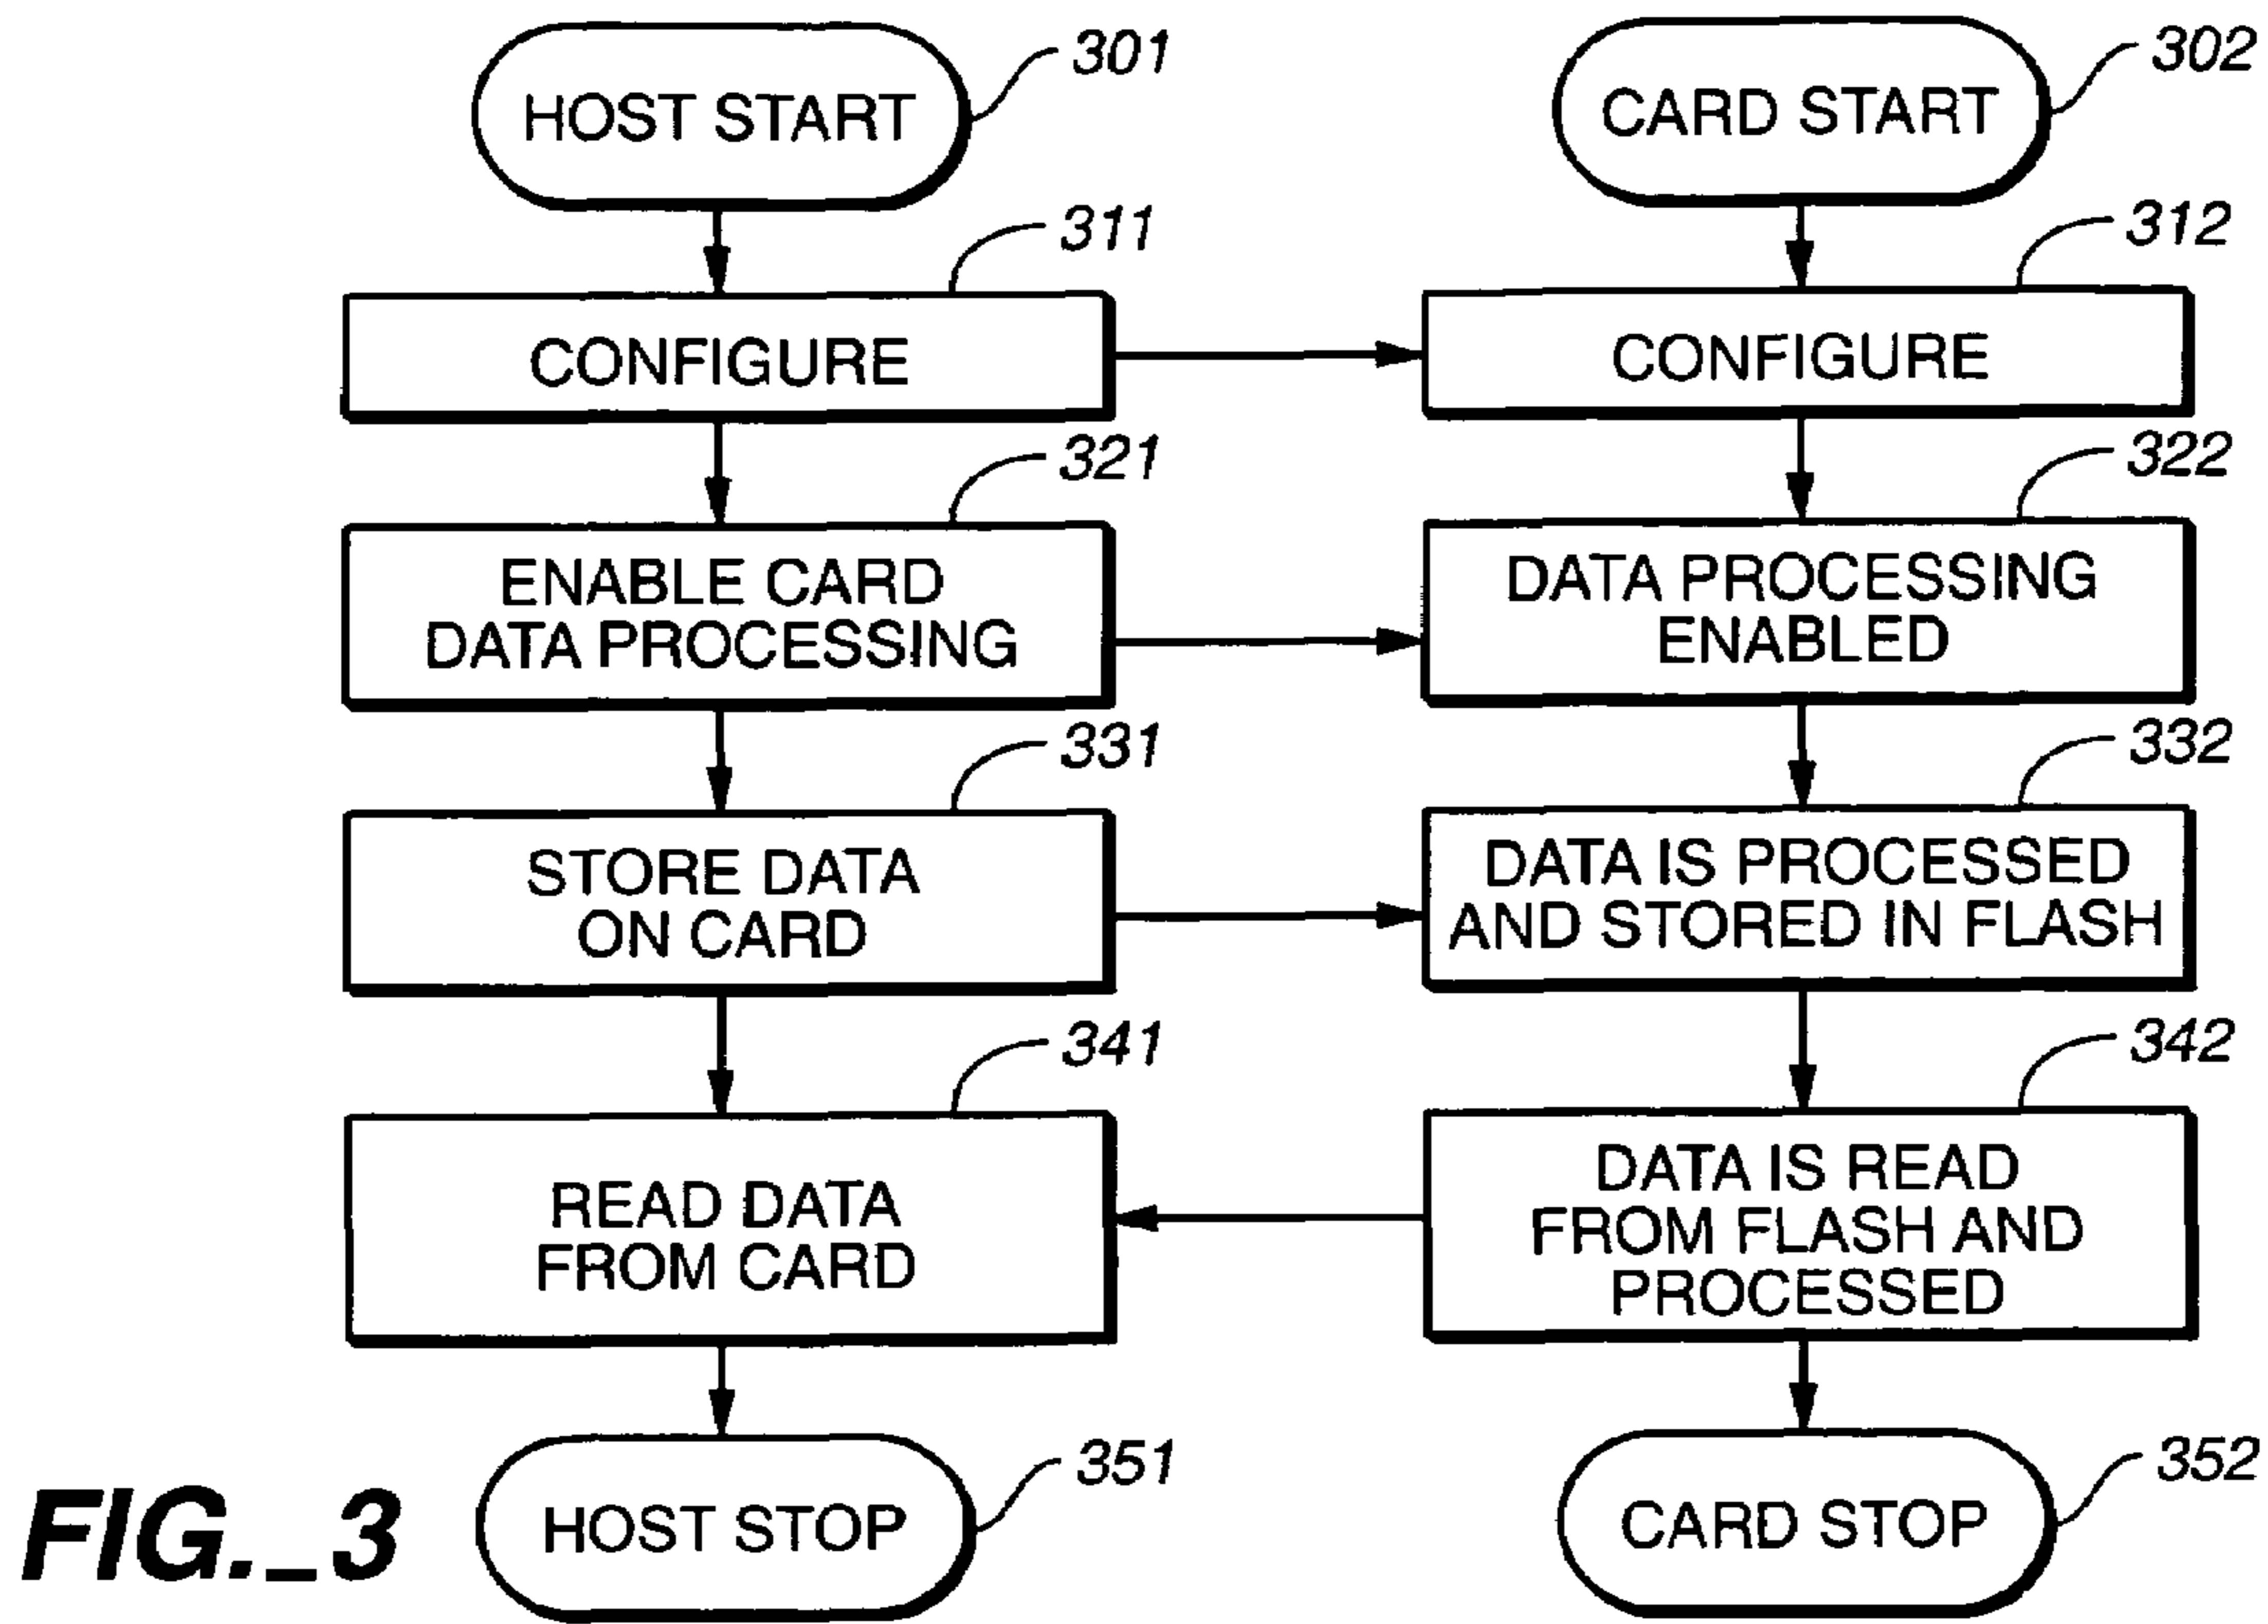 301
HOST START
302
CARD START
311
CONFIGURE
312
CONFIGURE
321
ENABLE CARD
DATA PROCESSING
322
DATA PROCESSING
ENABLED
331
STORE DATA
ON CARD
332
DATA IS PROCESSED
AND STORED IN FLASH
341
READ DATA
FROM CARD
342
DATA IS READ
FROM FLASH AND
PROCESSED
351
HOST STOP
352
CARD STOP
FIG._3